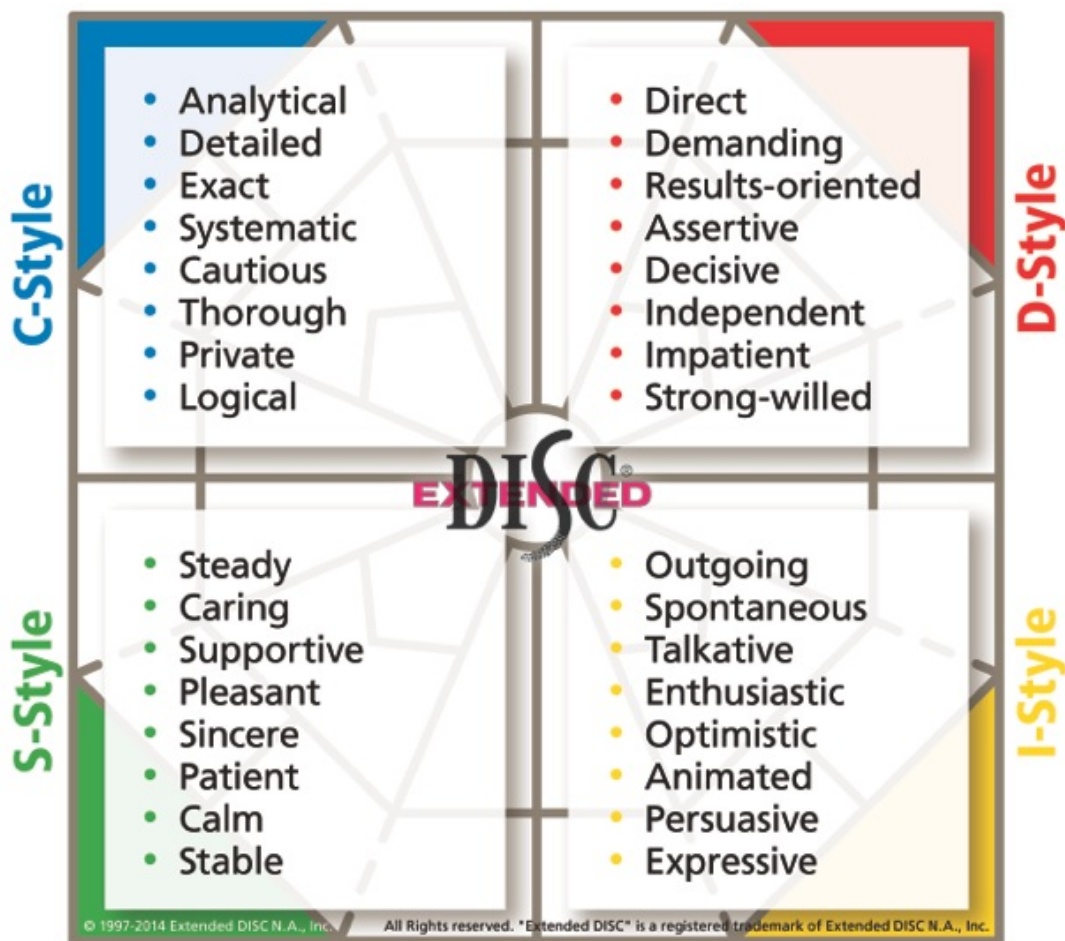 C-Style
• Analytical
• Detailed
• Exact
• Systematic
• Cautious
• Thorough
• Private
• Logical
D-Style
• Direct
• Demanding
• Results-oriented
• Assertive
• Decisive
• Independent
• Impatient
• Strong-willed
DISC®
EXTENDED
S-Style
• Steady
• Caring
• Supportive
• Pleasant
• Sincere
• Patient
• Calm
• Stable
I-Style
• Outgoing
• Spontaneous
• Talkative
• Enthusiastic
• Optimistic
• Animated
• Persuasive
• Expressive
© 1997-2014 Extended DISC N.A., Inc.
All Rights reserved. "Extended DISC" is a registered trademark of Extended DISC N.A., Inc.